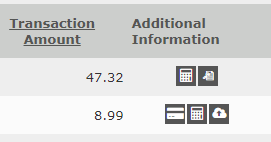 Transaction Additional
Amount Information
47.32
8.99